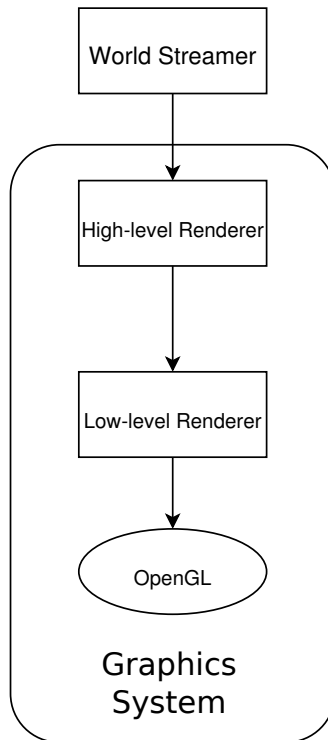 World Streamer
High-level Renderer
Low-level Renderer
OpenGL
Graphics
System